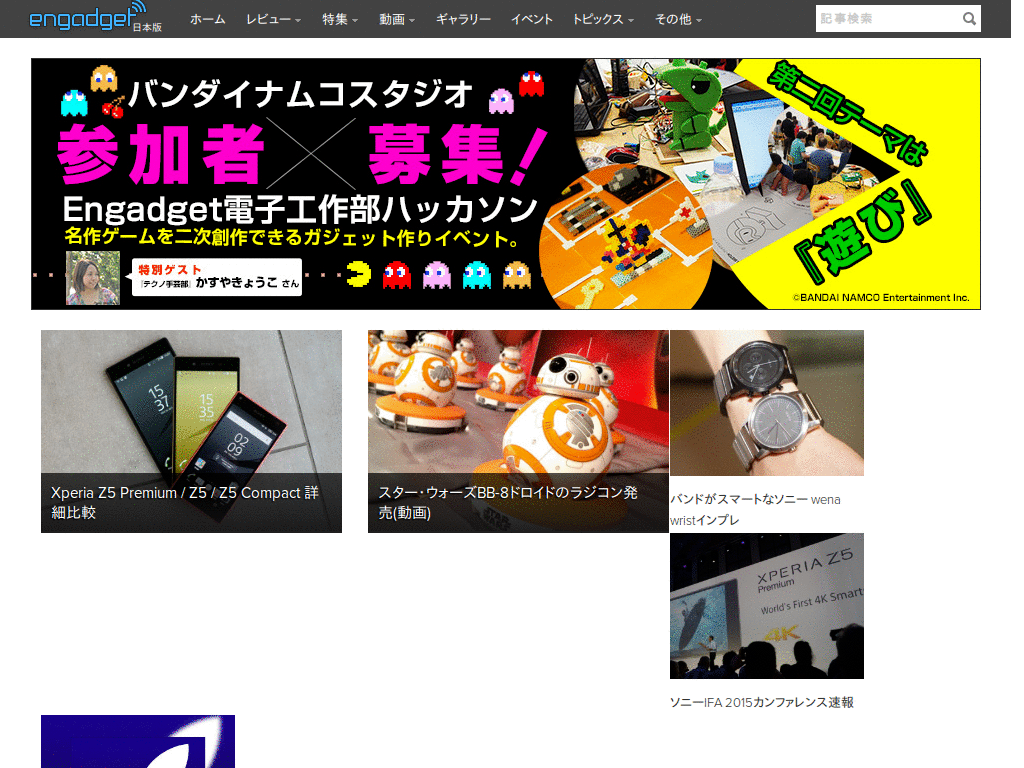 engadget 日本版
ホーム レビュー 特集 動画 ギャラリー イベント トピックス その他
記事検索
バンダイナムコスタジオ
参加者 募集!
Engadget電子工作部ハッカソン
名作ゲームを二次創作できるガジェット作りイベント。
特別ゲスト
『テクノ手芸部』かすやきょうこ さん
第二回テーマは
『遊び』
©BANDAI NAMCO Entertainment Inc.
15 37
15 35
02 09
Xperia Z5 Premium / Z5 / Z5 Compact 詳
細比較
スター・ウォーズBB-8ドロイドのラジコン発
売(動画)
バンドがスマートなソニー wena
wristインプレ
XPERIA Z5
Premium
World's First 4K Smart
4K
ソニーIFA 2015カンファレンス速報